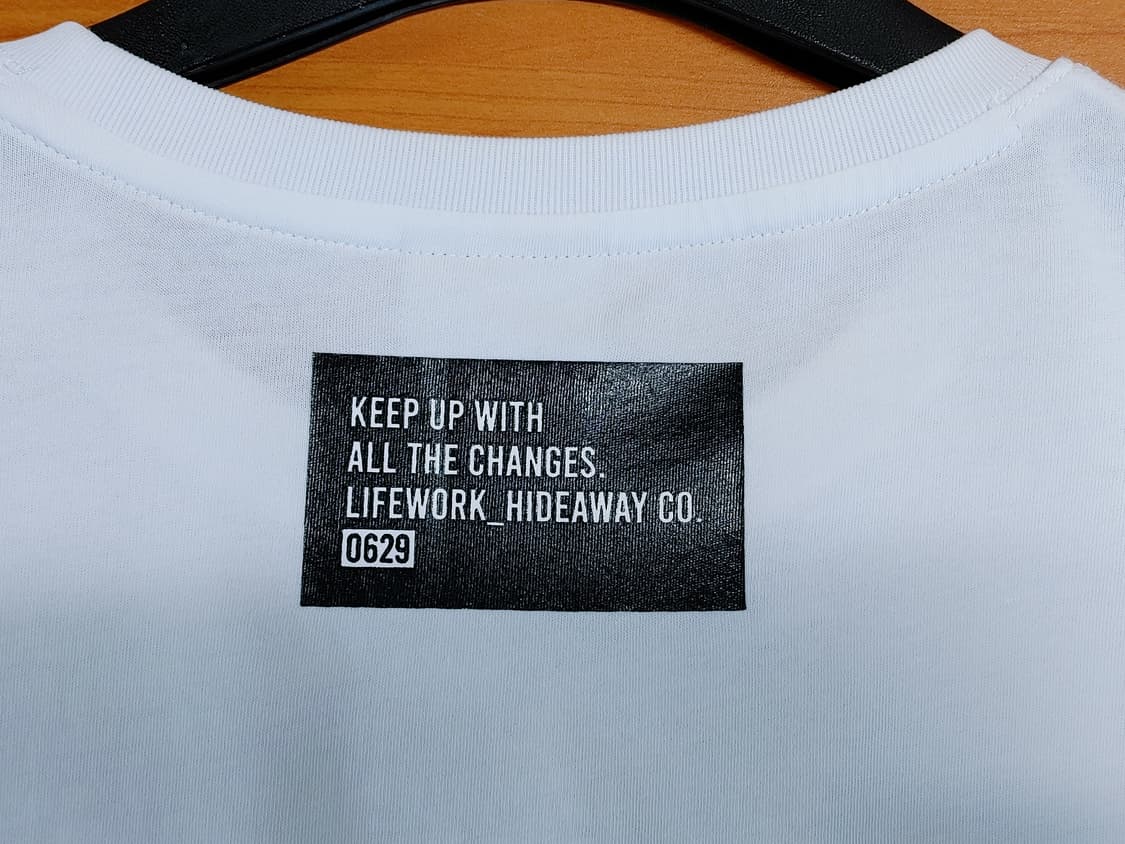 KEEP UP WITH
ALL THE CHANGES.
LIFEWORK_HIDEAWAY CO.
0629